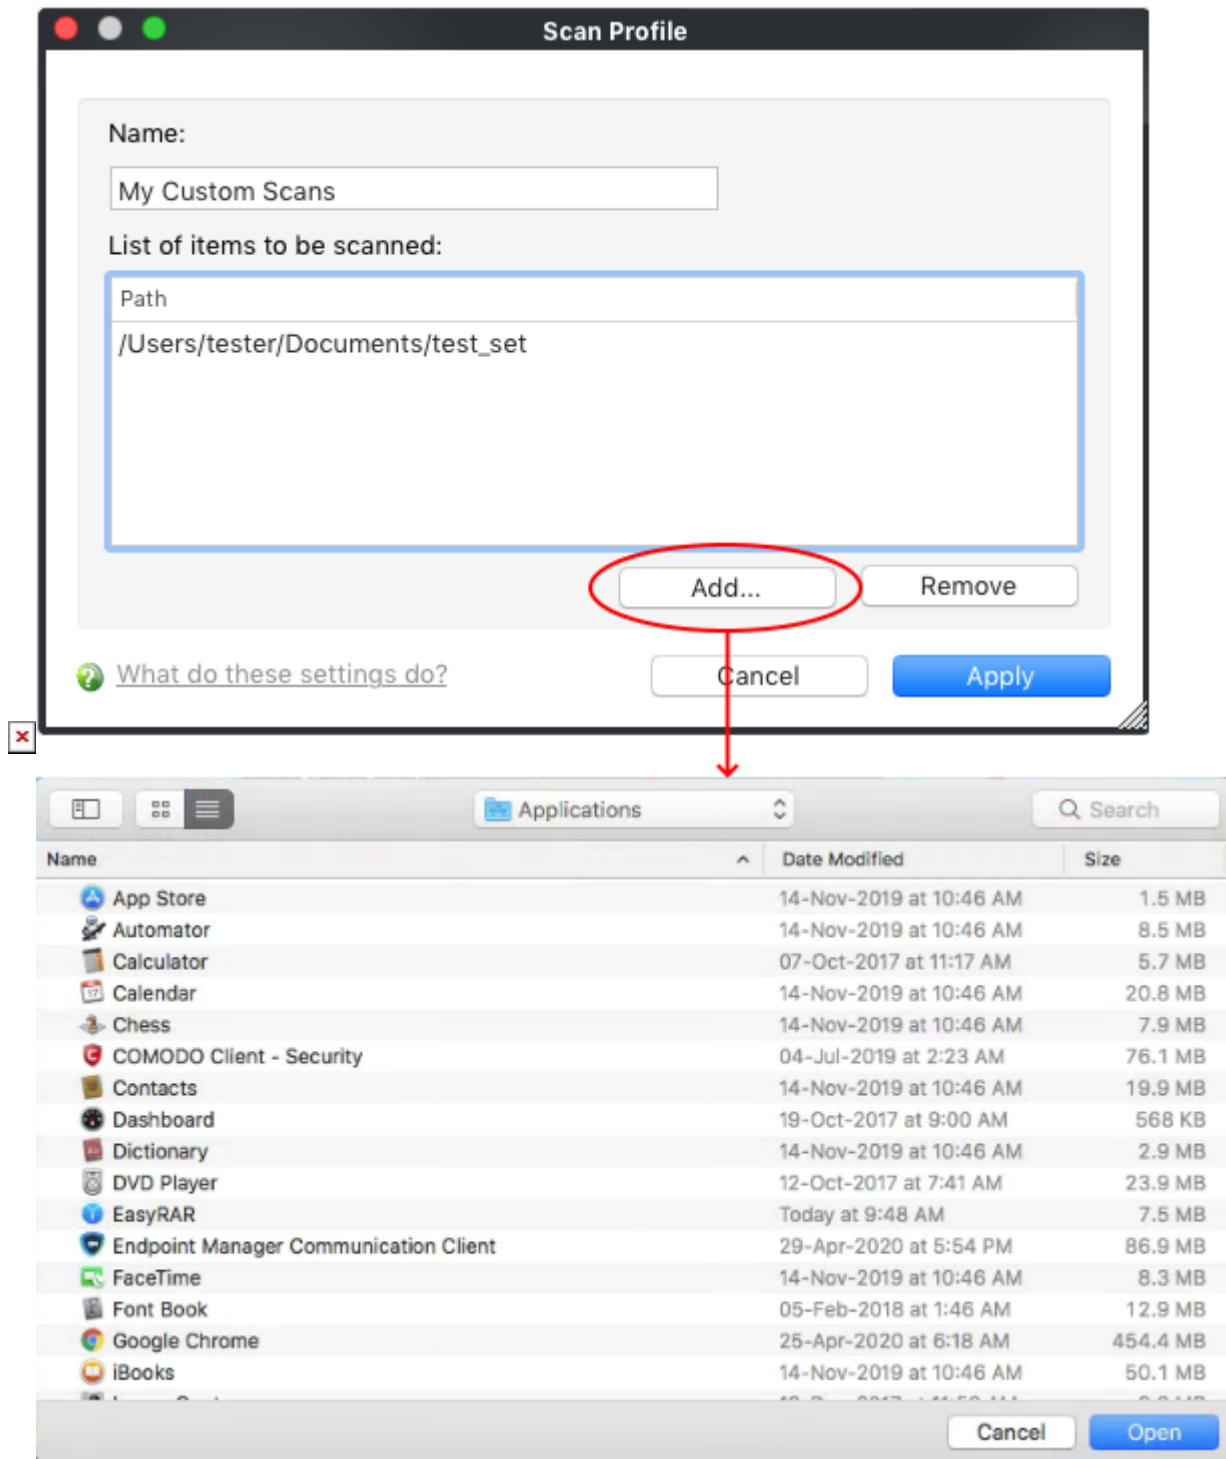 Scan Profile
Name:
My Custom Scans
List of items to be scanned:
Path
/Users/tester/Documents/test_set
Add... Remove
What do these settings do? Cancel Apply
Applications Search
Name Date Modified Size
App Store 14-Nov-2019 at 10:46 AM 1.5 MB
Automator 14-Nov-2019 at 10:46 AM 8.5 MB
Calculator 07-Oct-2017 at 11:17 AM 5.7 MB
17 Calendar 14-Nov-2019 at 10:46 AM 20.8 MB
Chess 14-Nov-2019 at 10:46 AM 7.9 MB
COMODO Client - Security 04-Jul-2019 at 2:23 AM 76.1 MB
Contacts 14-Nov-2019 at 10:46 AM 19.9 MB
Dashboard 19-Oct-2017 at 9:00 AM 568 KB
Dictionary 14-Nov-2019 at 10:46 AM 2.9 MB
DVD Player 12-Oct-2017 at 7:41 AM 23.9 MB
EasyRAR Today at 9:48 AM 7.5 MB
Endpoint Manager Communication Client 29-Apr-2020 at 5:54 PM 86.9 MB
FaceTime 14-Nov-2019 at 10:46 AM 8.3 MB
Font Book 05-Feb-2018 at 1:46 AM 12.9 MB
Google Chrome 25-Apr-2020 at 6:18 AM 454.4 MB
iBooks 14-Nov-2019 at 10:46 AM 50.1 MB
Cancel Open